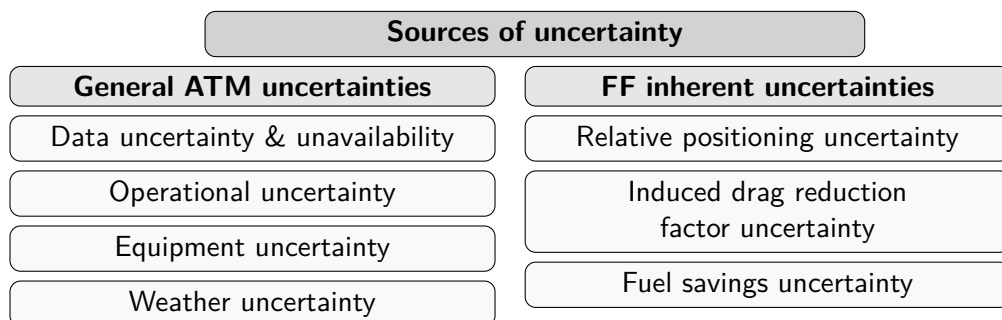 Sources of uncertainty
General ATM uncertainties
Data uncertainty & unavailability
Operational uncertainty
Equipment uncertainty
Weather uncertainty
FF inherent uncertainties
Relative positioning uncertainty
Induced drag reduction
factor uncertainty
Fuel savings uncertainty